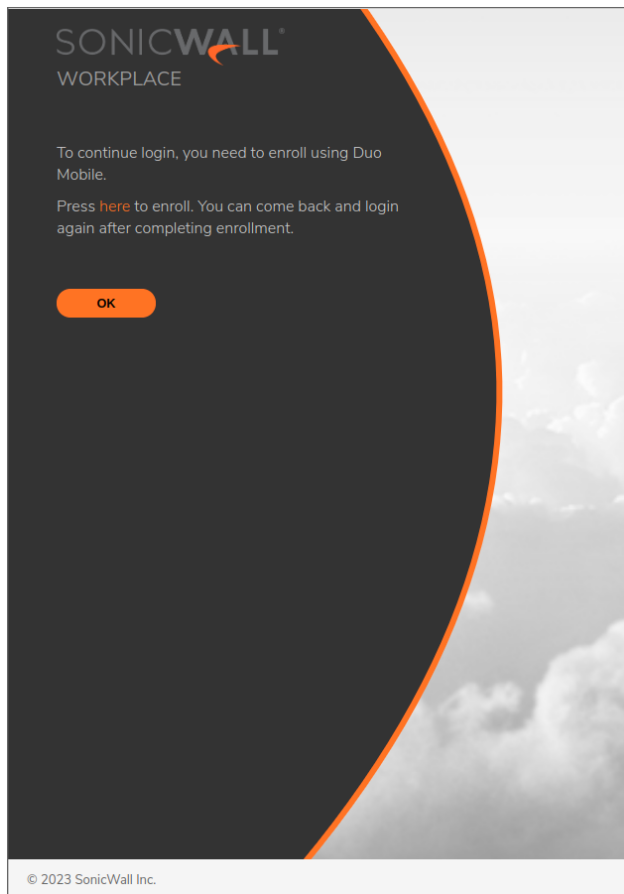 SONICWALL®
WORKPLACE
To continue login, you need to enroll using Duo
Mobile.
Press here to enroll. You can come back and login
again after completing enrollment.
OK
© 2023 SonicWall Inc.